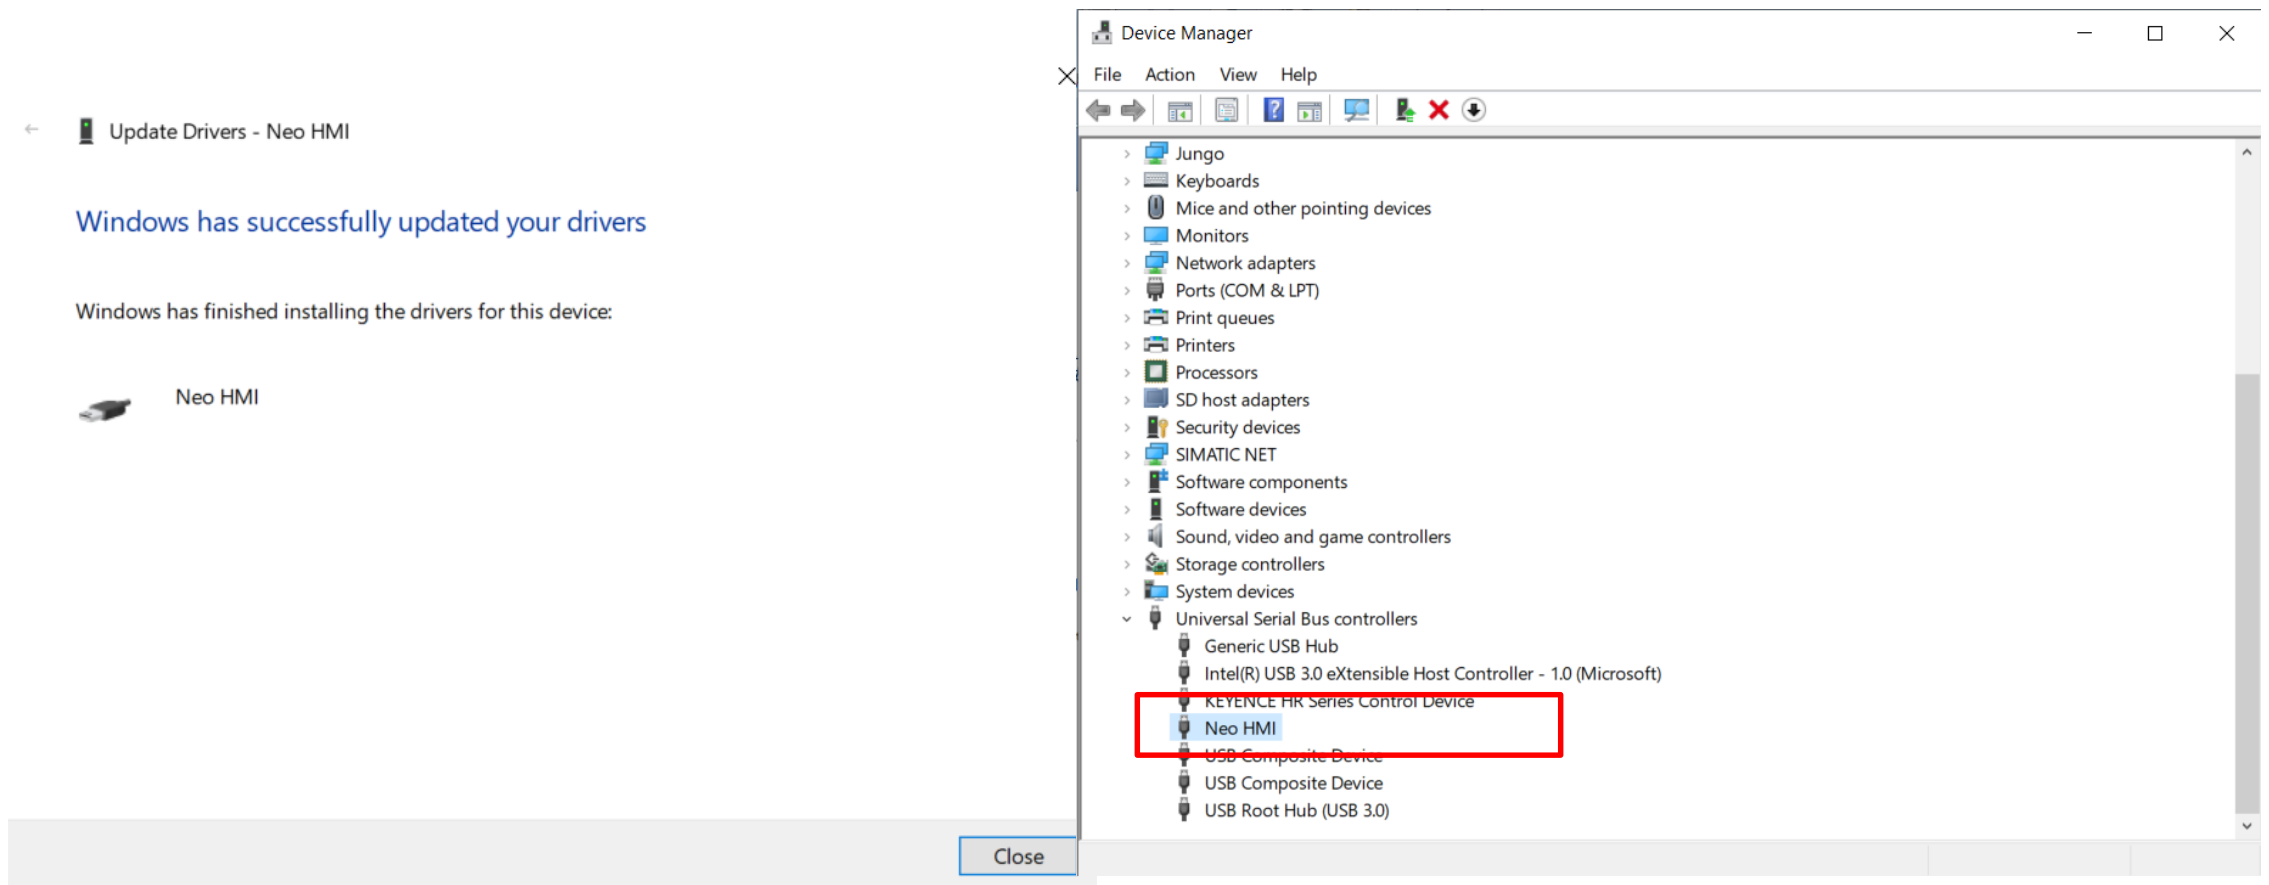 Update Drivers - Neo HMI
Windows has successfully updated your drivers
Windows has finished installing the drivers for this device:
Neo HMI
Close
Device Manager
File Action View Help
Jungo
Keyboards
Mice and other pointing devices
Monitors
Network adapters
Ports (COM & LPT)
Print queues
Printers
Processors
SD host adapters
Security devices
SIMATIC NET
Software components
Software devices
Sound, video and game controllers
Storage controllers
System devices
Universal Serial Bus controllers
Generic USB Hub
Intel(R) USB 3.0 eXtensible Host Controller - 1.0 (Microsoft)
KEYENCE HR Series Control Device
Neo HMI
USB Composite Device
USB Composite Device
USB Root Hub (USB 3.0)